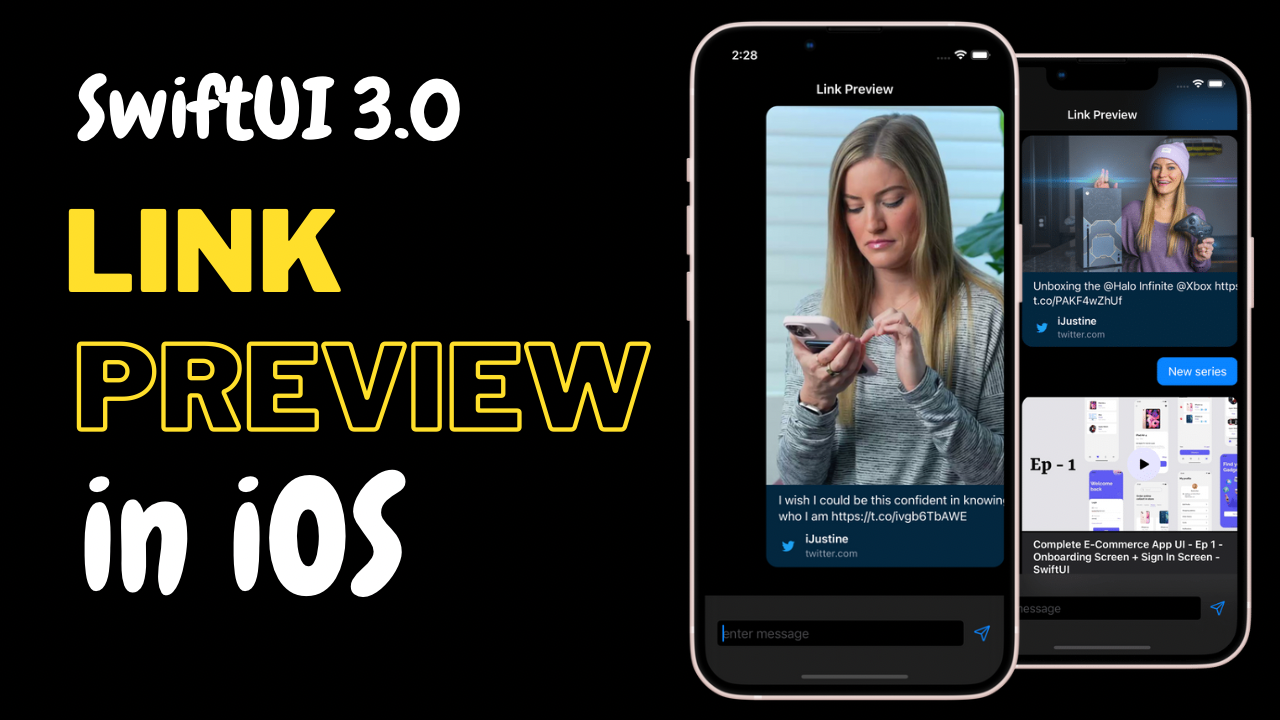 SwiftUI 3.0
LINK
PREVIEW
in iOS
2:28
Link Preview
I wish I could be this confident in knowing
who I am https://t.co/ivgb6TbAWE
iJustine
twitter.com
enter message
Link Preview
Unboxing the @Halo Infinite @Xbox https
t.co/PAKF4wZhUf
iJustine
twitter.com
New series
Ep - 1
Welcome
back
Complete E-Commerce App UI - Ep 1 -
Onboarding Screen + Sign In Screen -
SwiftUI
message